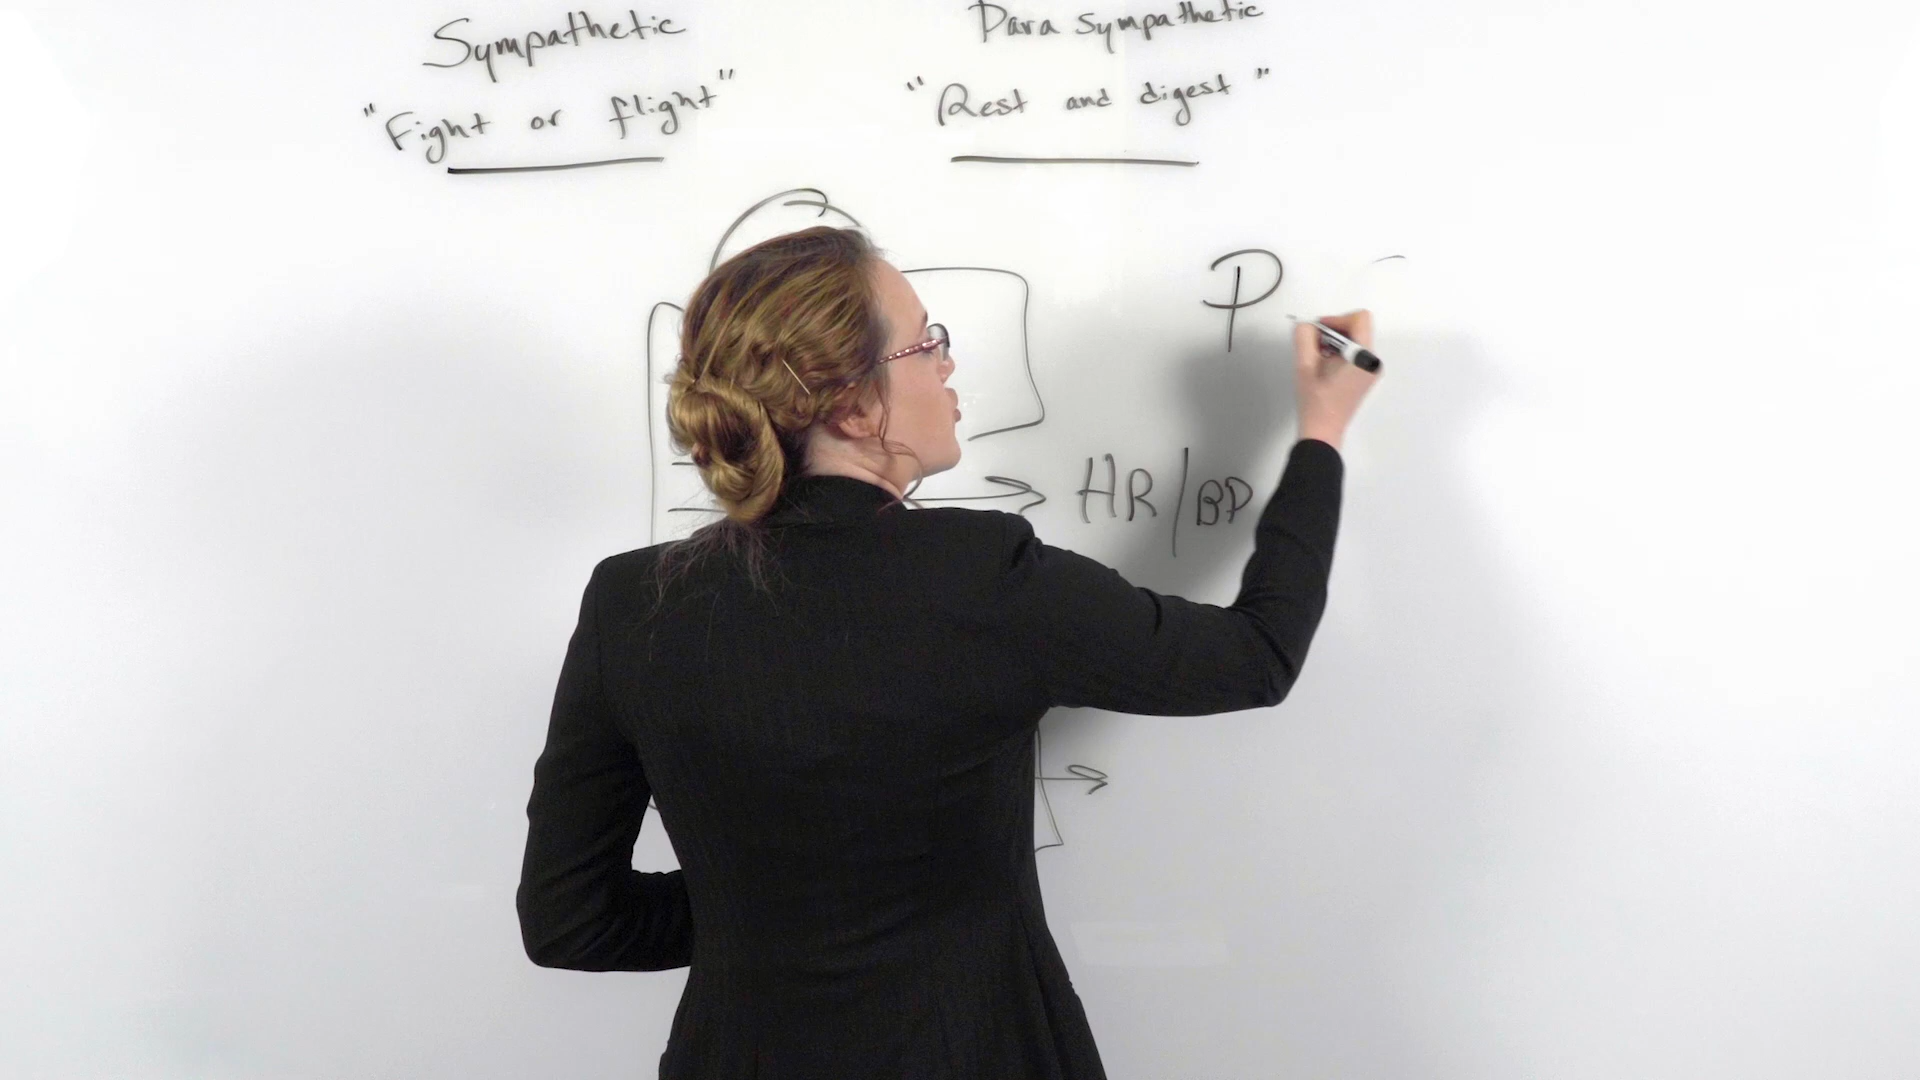 Sympathetic
Para sympathetic
"Fight or flight"
"Rest and digest"
P
HR/BP